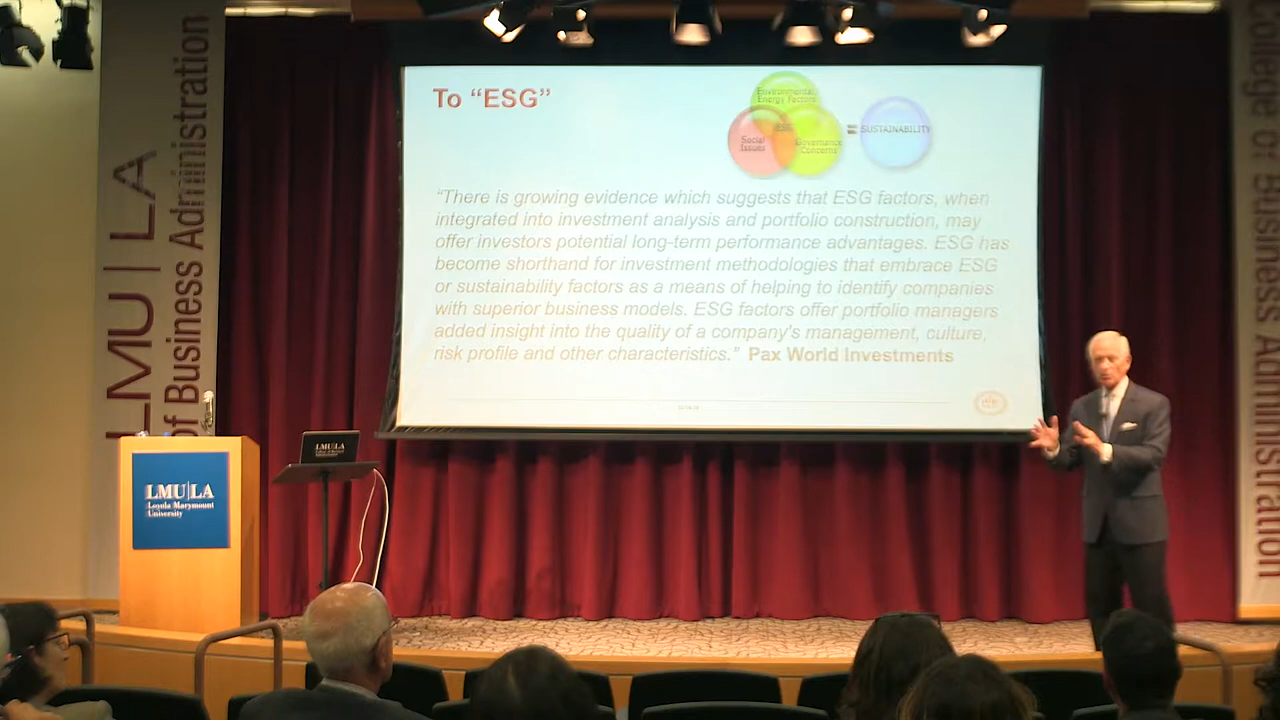 LMU | LA
of Business Administration
To “ESG”
Environmental
Energy Factors
Social
Issues
ESG
Governance
Concerns
=
SUSTAINABILITY
“There is growing evidence which suggests that ESG factors, when
integrated into investment analysis and portfolio construction, may
offer investors potential long-term performance advantages. ESG has
become shorthand for investment methodologies that embrace ESG
or sustainability factors as a means of helping to identify companies
with superior business models. ESG factors offer portfolio managers
added insight into the quality of a company's management, culture,
risk profile and other characteristics.” Pax World Investments
LMU|LA
LMU|LA
Loyola Marymount
University
College of Business Administration